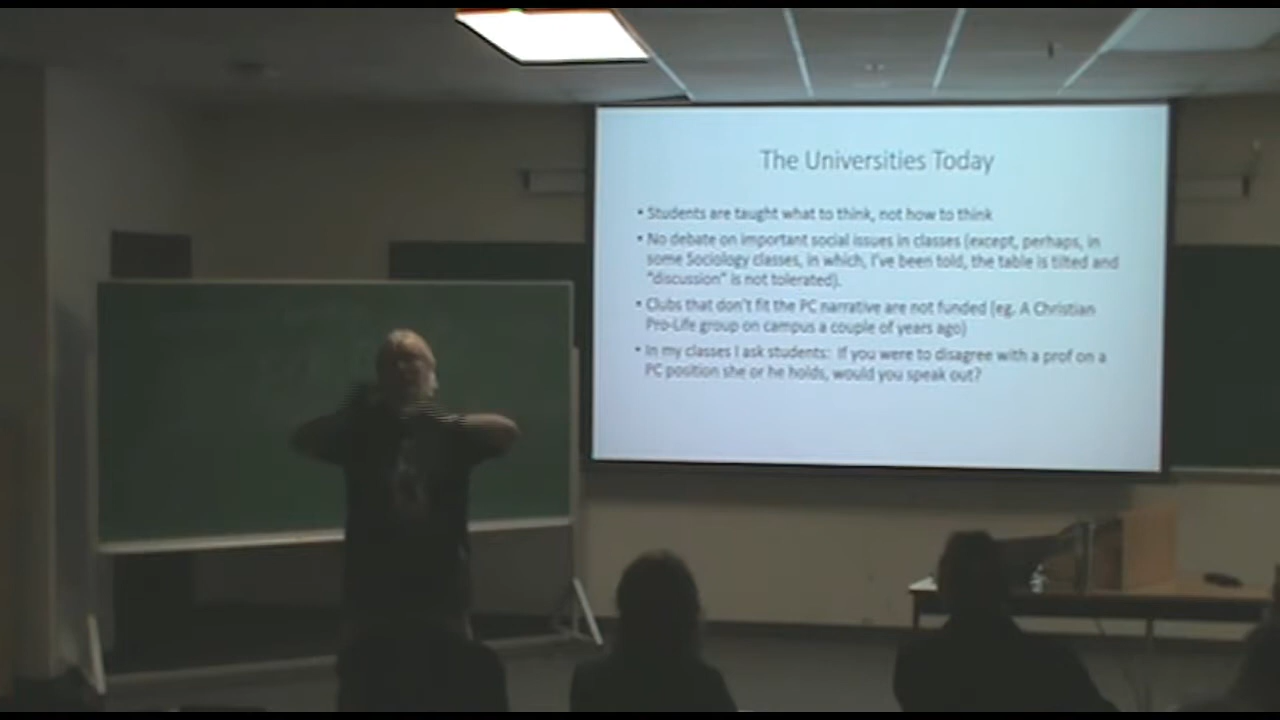 The Universities Today
• Students are taught what to think, not how to think
• No debate on important social issues in classes (except, perhaps, in
some Sociology classes, in which, I've been told, the table is tilted and
"discussion" is not tolerated).
• Clubs that don't fit the PC narrative are not funded (eg. A Christian
Pro-Life group on campus a couple of years ago)
• In my classes I ask students: If you were to disagree with a prof on a
PC position she or he holds, would you speak out?